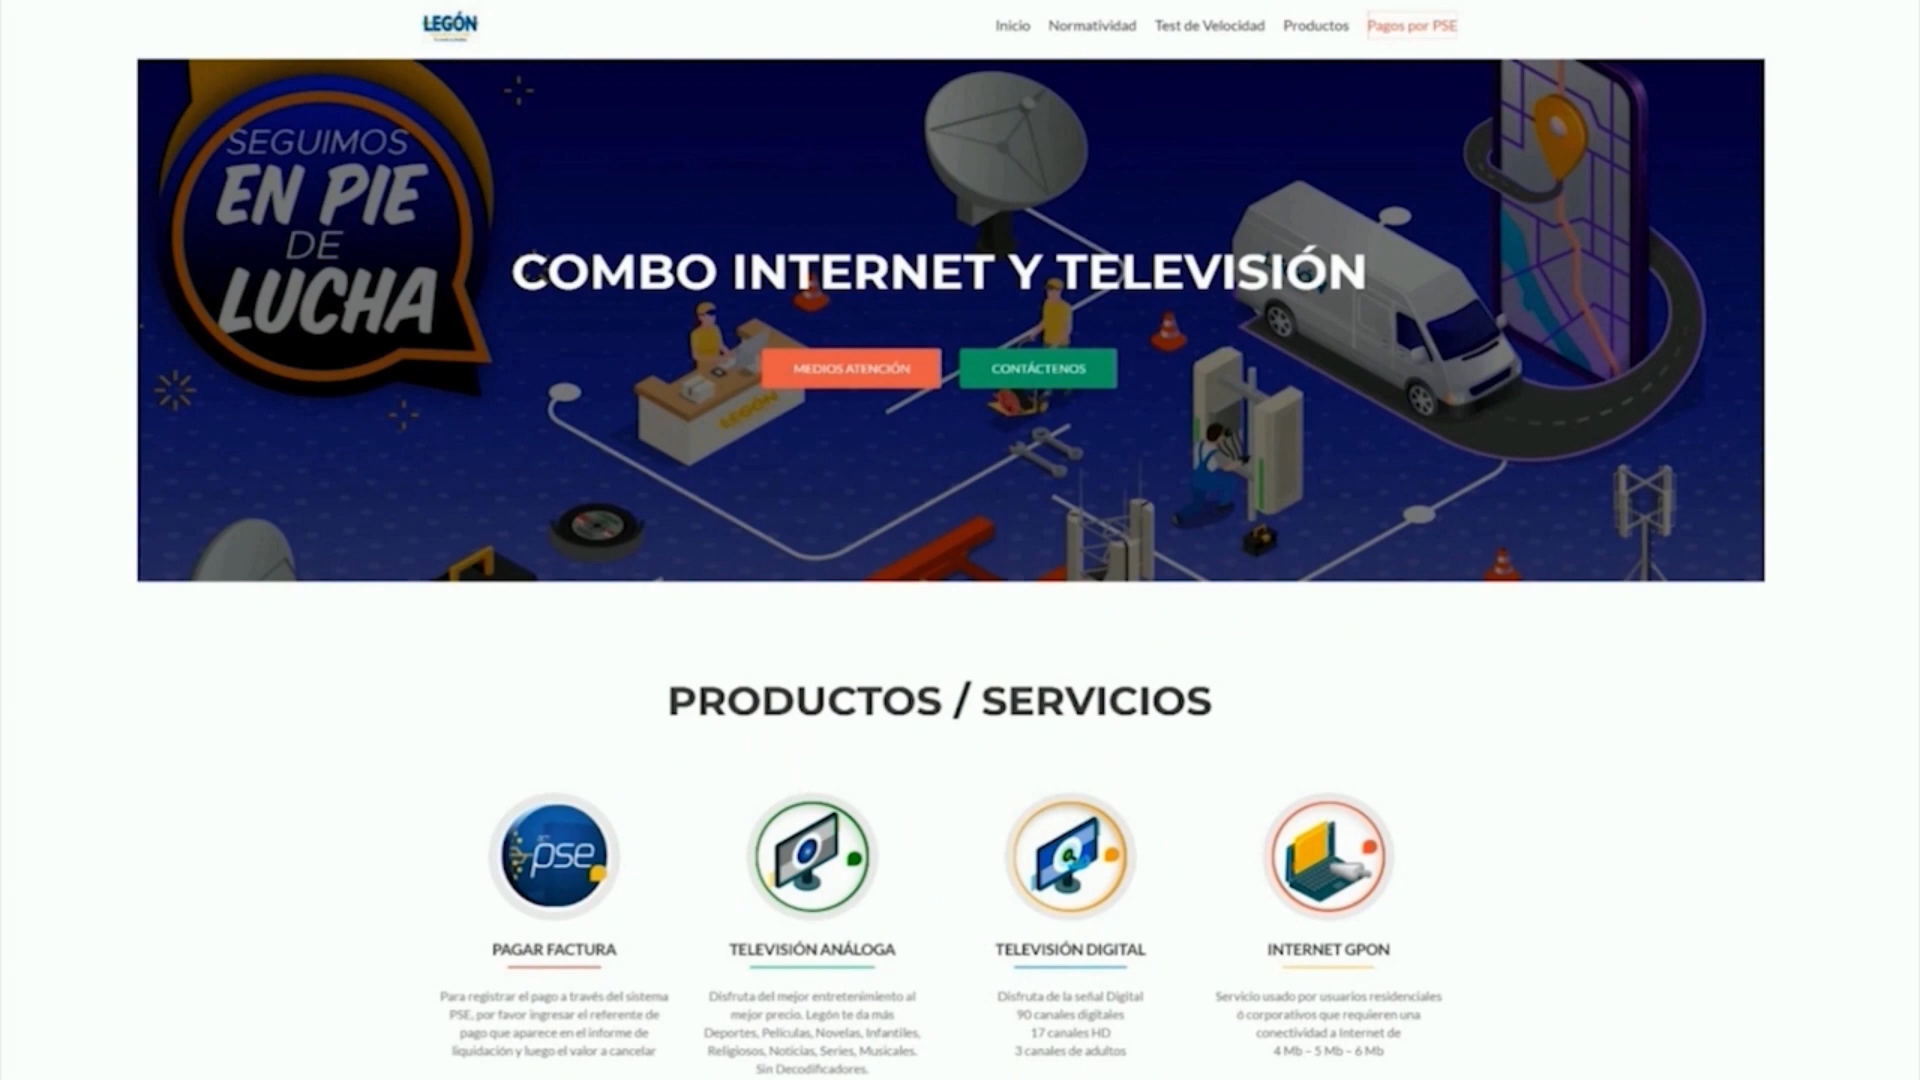 LEGÓN
Inicio
Normatividad
Test de Velocidad
Productos
Pagos por PSE
SEGUIMOS
EN PIE
DE
LUCHA
COMBO INTERNET Y TELEVISIÓN
MEDIOS ATENCIÓN
CONTÁCTENOS
LEGÓN
PRODUCTOS / SERVICIOS
pse
PAGAR FACTURA
Para registrar el pago a través del sistema
PSE, por favor ingresar el referente de
pago que aparece en el informe de
liquidación y luego el valor a cancelar
TELEVISIÓN ANÁLOGA
Disfruta del mejor entretenimiento al
mejor precio. Legón te da más
Deportes, Películas, Novelas, Infantiles,
Religiosos, Noticias, Series, Musicales.
Sin Decodificadores.
TELEVISIÓN DIGITAL
Disfruta de la señal Digital
90 canales digitales
17 canales HD
3 canales de adultos
INTERNET GPON
Servicio usado por usuarios residenciales
ó corporativos que requieren una
conectividad a Internet de
4 Mb – 5 Mb – 6 Mb